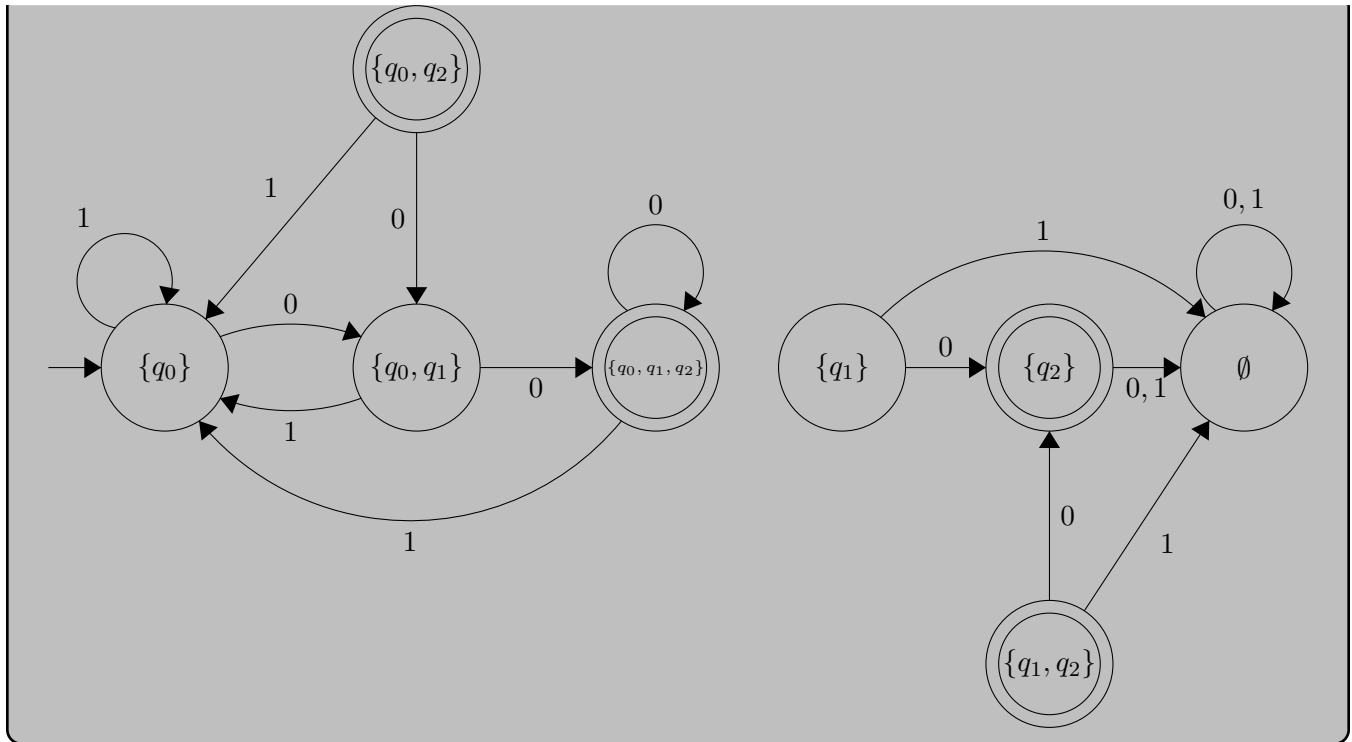 {q₀, q₂}
1
0
1
0
0
1
0, 1
{q₀}
{q₀, q₁}
0
{q₀, q₁, q₂}
1
1
{q₁}
0
{q₂}
0, 1
∅
0
1
{q₁, q₂}